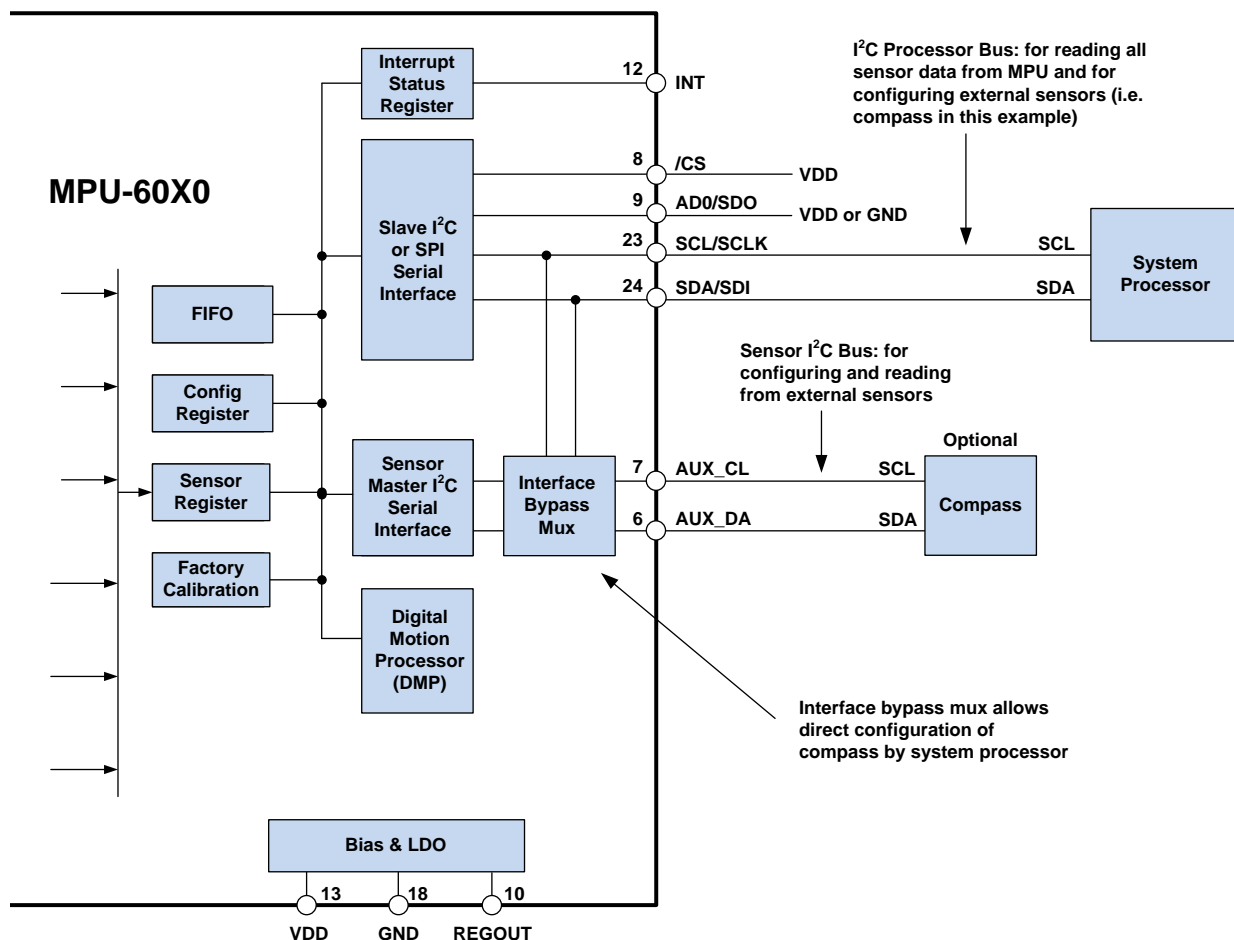 MPU-60X0
Interrupt
Status
Register
12
INT
I²C Processor Bus: for reading all
sensor data from MPU and for
configuring external sensors (i.e.
compass in this example)
Slave I²C
or SPI
Serial
Interface
8
/CS
VDD
9
AD0/SDO
VDD or GND
23
SCL/SCLK
SCL
24
SDA/SDI
SDA
System
Processor
FIFO
Config
Register
Sensor
Register
Factory
Calibration
Sensor
Master I²C
Serial
Interface
Interface
Bypass
Mux
Sensor I²C Bus: for
configuring and reading
from external sensors
7
AUX_CL
SCL
6
AUX_DA
SDA
Optional
Compass
Digital
Motion
Processor
(DMP)
Interface bypass mux allows
direct configuration of
compass by system processor
Bias & LDO
13
18
10
VDD
GND
REGOUT